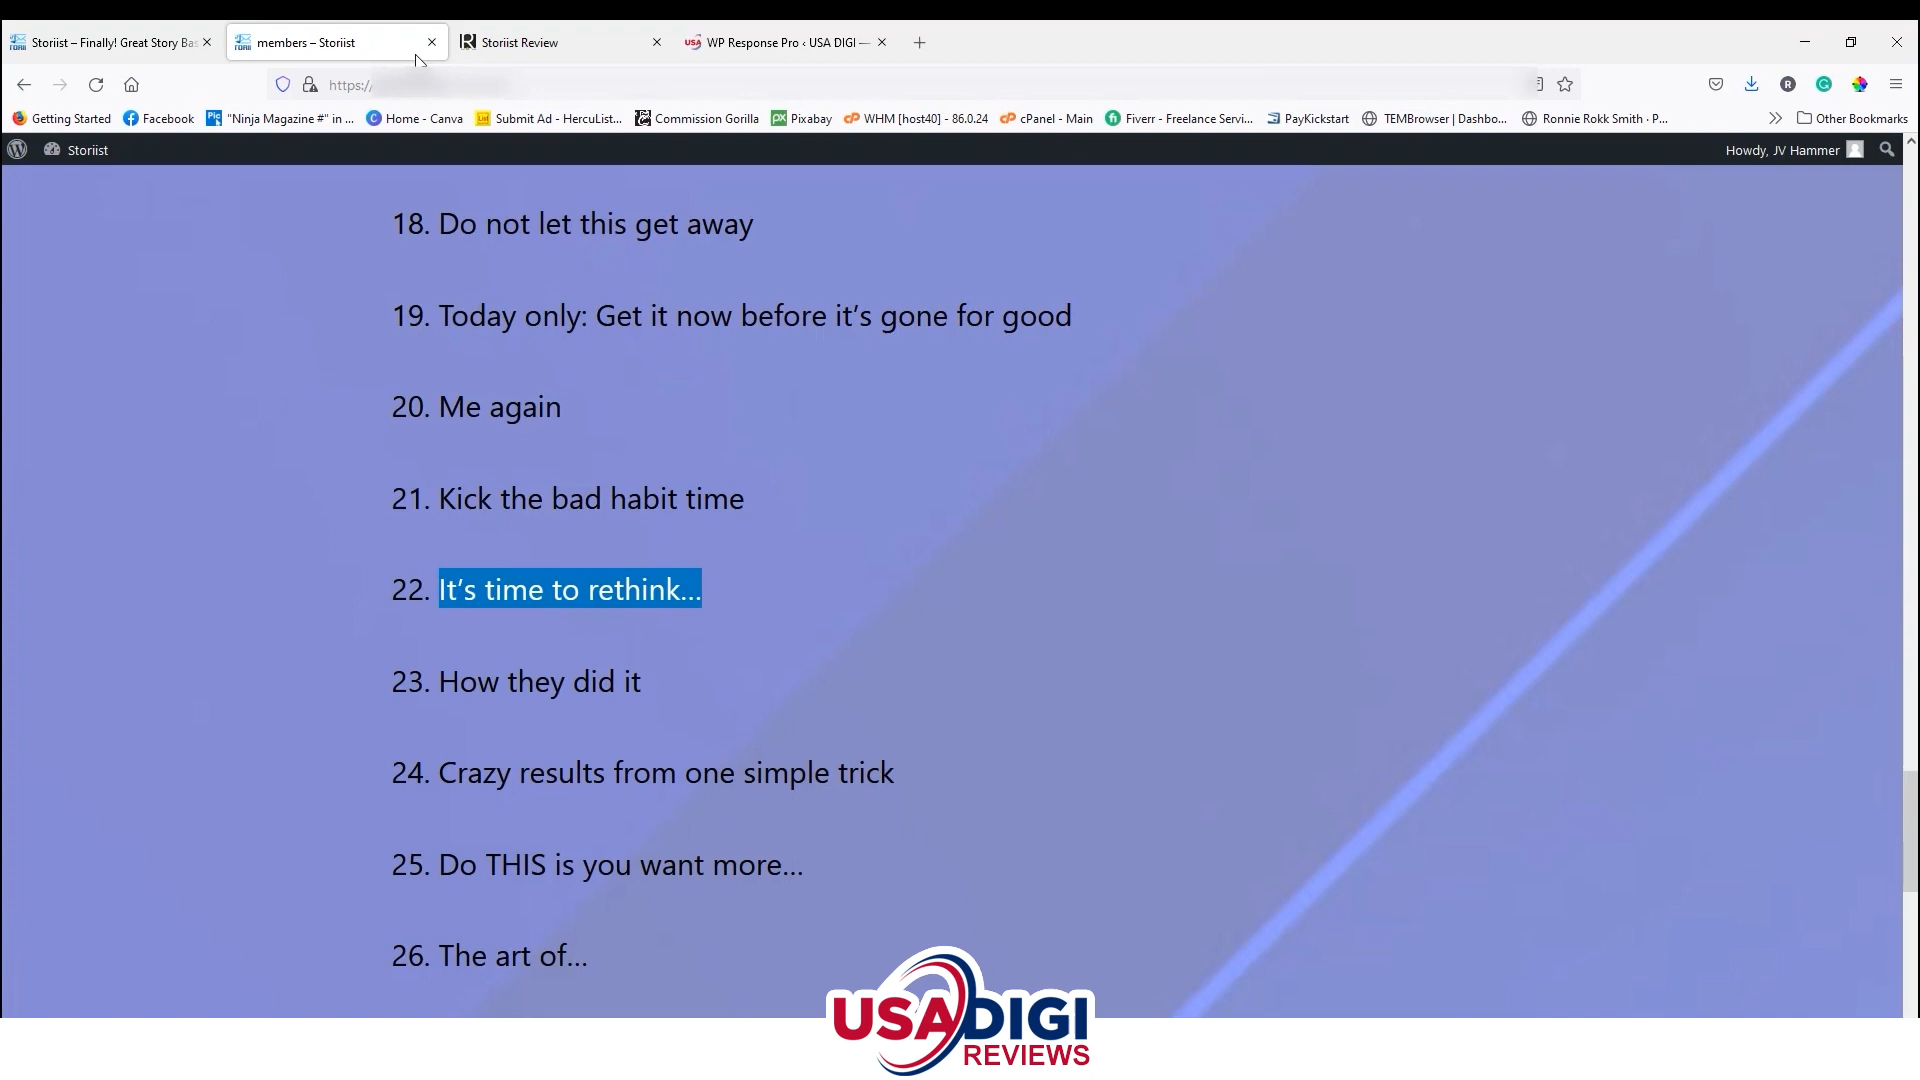 Storiist – Finally! Great Story Bas
members – Storiist
Storiist Review
WP Response Pro ‹ USA DIGI —
https://
Getting Started
Facebook
"Ninja Magazine #" in ...
Home - Canva
Submit Ad - HercuList...
Commission Gorilla
Pixabay
WHM [host40] - 86.0.24
cPanel - Main
Fiverr - Freelance Servi...
PayKickstart
TEMBrowser | Dashbo...
Ronnie Rokk Smith · P...
Other Bookmarks
Storiist
Howdy, JV Hammer
18. Do not let this get away
19. Today only: Get it now before it’s gone for good
20. Me again
21. Kick the bad habit time
22. It’s time to rethink…
23. How they did it
24. Crazy results from one simple trick
25. Do THIS is you want more…
26. The art of…
USA DIGI
REVIEWS